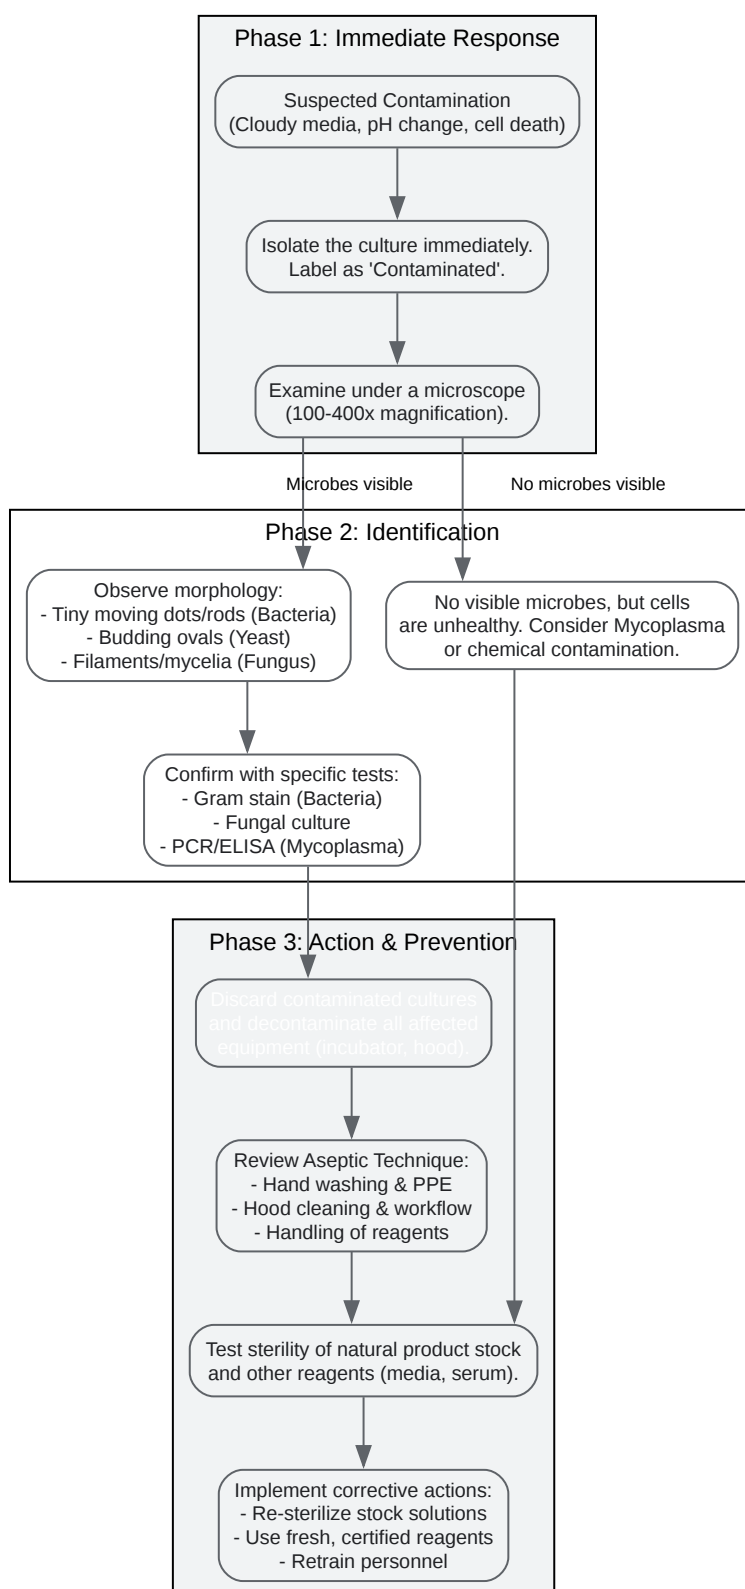 Phase 1: Immediate Response
Suspected Contamination
(Cloudy media, pH change, cell death)
Isolate the culture immediately.
Label as 'Contaminated'.
Examine under a microscope
(100-400x magnification).
Microbes visible
No microbes visible
Phase 2: Identification
Observe morphology:
- Tiny moving dots/rods (Bacteria)
- Budding ovals (Yeast)
- Filaments/mycelia (Fungus)
No visible microbes, but cells
are unhealthy. Consider Mycoplasma
or chemical contamination.
Confirm with specific tests:
- Gram stain (Bacteria)
- Fungal culture
- PCR/ELISA (Mycoplasma)
Phase 3: Action & Prevention
Discard contaminated cultures
and decontaminate all affected
equipment (incubator, hood).
Review Aseptic Technique:
- Hand washing & PPE
- Hood cleaning & workflow
- Handling of reagents
Test sterility of natural product stock
and other reagents (media, serum).
Implement corrective actions:
- Re-sterilize stock solutions
- Use fresh, certified reagents
- Retrain personnel